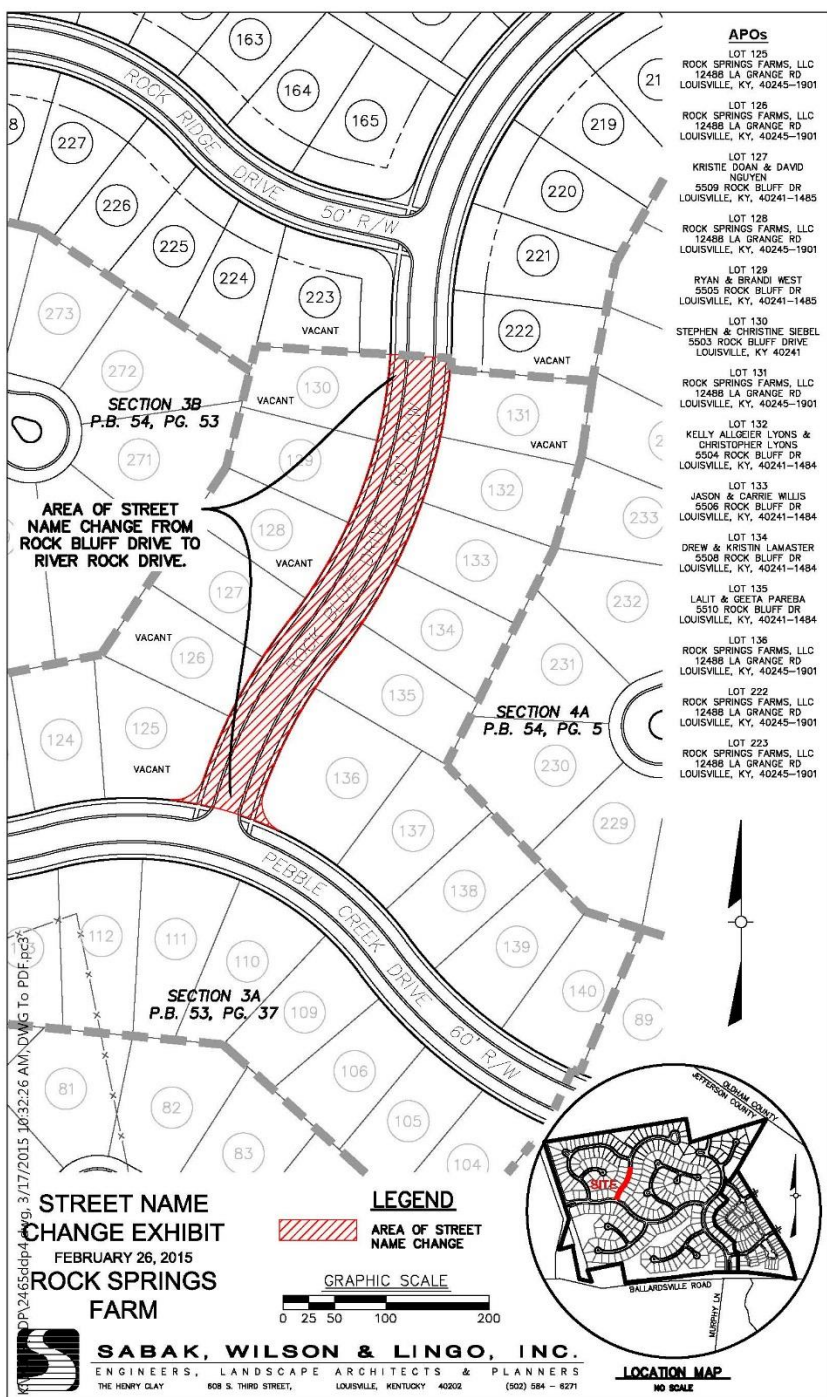 163
164
165
ROCK RIDGE DRIVE 50' R/W
227
226
225
224
223
VACANT
219
220
221
222
VACANT
273
272
271
SECTION 3B
P.B. 54, PG. 53
VACANT
130
129
128
VACANT
127
VACANT
126
125
VACANT
124
131
VACANT
132
133
134
135
136
137
138
139
140
89
233
232
231
230
229
SECTION 4A
P.B. 54, PG. 5
AREA OF STREET
NAME CHANGE FROM
ROCK BLUFF DRIVE TO
RIVER ROCK DRIVE.
ROCK BLUFF DRIVE
PEBBLE CREEK DRIVE 60' R/W
112
111
110
109
106
105
104
SECTION 3A
P.B. 53, PG. 37
81
82
83
APOs
LOT 125
ROCK SPRINGS FARMS, LLC
12488 LA GRANGE RD
LOUISVILLE, KY, 40245-1901
LOT 126
ROCK SPRINGS FARMS, LLC
12488 LA GRANGE RD
LOUISVILLE, KY, 40245-1901
LOT 127
KRISTIE DOAN & DAVID
NGUYEN
5509 ROCK BLUFF DR
LOUISVILLE, KY, 40241-1485
LOT 128
ROCK SPRINGS FARMS, LLC
12488 LA GRANGE RD
LOUISVILLE, KY, 40245-1901
LOT 129
RYAN & BRANDI WEST
5505 ROCK BLUFF DR
LOUISVILLE, KY, 40241-1485
LOT 130
STEPHEN & CHRISTINE SIEBEL
5503 ROCK BLUFF DRIVE
LOUISVILLE, KY 40241
LOT 131
ROCK SPRINGS FARMS, LLC
12488 LA GRANGE RD
LOUISVILLE, KY, 40245-1901
LOT 132
KELLY ALLGEIER LYONS &
CHRISTOPHER LYONS
5504 ROCK BLUFF DR
LOUISVILLE, KY, 40241-1484
LOT 133
JASON & CARRIE WILLIS
5506 ROCK BLUFF DR
LOUISVILLE, KY, 40241-1484
LOT 134
DREW & KRISTIN LAMASTER
5508 ROCK BLUFF DR
LOUISVILLE, KY, 40241-1484
LOT 135
LALIT & GEETA PAREBA
5510 ROCK BLUFF DR
LOUISVILLE, KY, 40241-1484
LOT 136
ROCK SPRINGS FARMS, LLC
12488 LA GRANGE RD
LOUISVILLE, KY, 40245-1901
LOT 222
ROCK SPRINGS FARMS, LLC
12488 LA GRANGE RD
LOUISVILLE, KY, 40245-1901
LOT 223
ROCK SPRINGS FARMS, LLC
12488 LA GRANGE RD
LOUISVILLE, KY, 40245-1901
DP\2465ddp4.dwg, 3/17/2015 10:32:26 AM, DWG To PDF.pc3
STREET NAME
CHANGE EXHIBIT
FEBRUARY 26, 2015
ROCK SPRINGS
FARM
LEGEND
AREA OF STREET
NAME CHANGE
GRAPHIC SCALE
0 25 50 100 200
OLDHAM COUNTY
JEFFERSON COUNTY
SITE
BALLARDSVILLE ROAD
MURPHY LN
LOCATION MAP
NO SCALE
SABAK, WILSON & LINGO, INC.
ENGINEERS, LANDSCAPE ARCHITECTS & PLANNERS
THE HENRY CLAY 608 S. THIRD STREET, LOUISVILLE, KENTUCKY 40202 (502) 584 - 6271